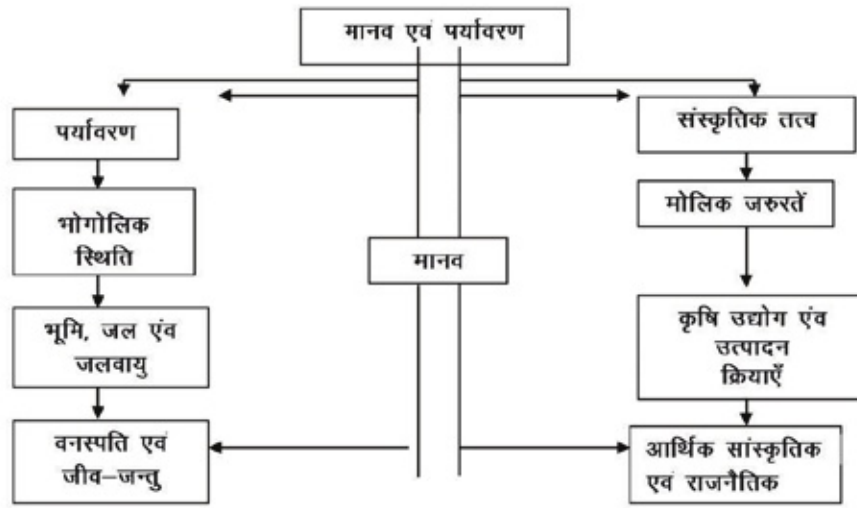 मानव एवं पर्यावरण
पर्यावरण
भोगोलिक
स्थिति
भूमि, जल एंव
जलवायु
वनस्पति एवं
जीव–जन्तु
मानव
सांस्कृतिक तत्व
मोलिक जरुरतें
कृषि उद्योग एंव
उत्पादन
क्रियाएँ
आर्थिक सांस्कृतिक
एवं राजनैतिक